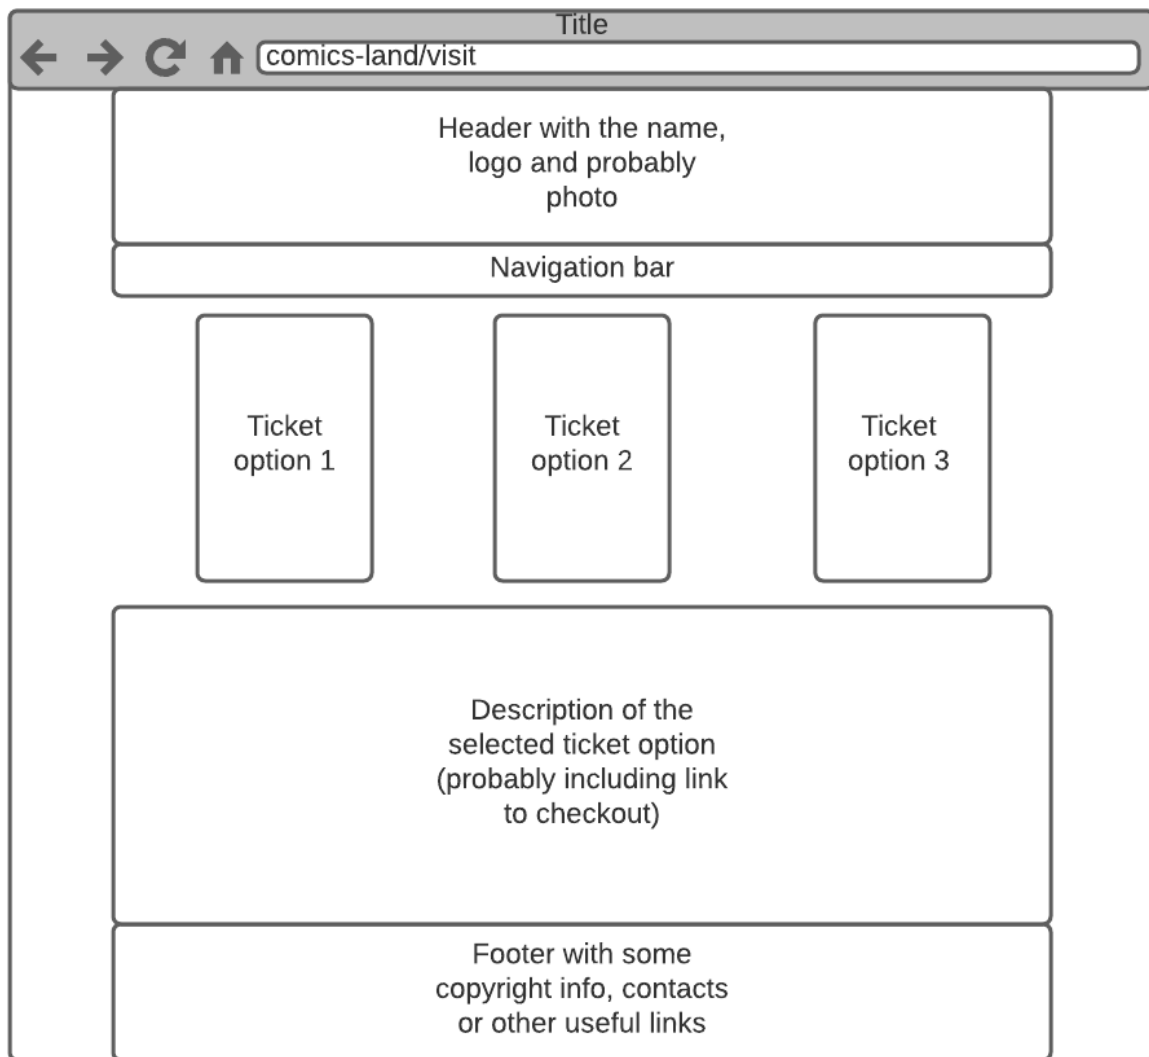 Title
comics-land/visit
Header with the name,
logo and probably
photo
Navigation bar
Ticket
option 1
Ticket
option 2
Ticket
option 3
Description of the
selected ticket option
(probably including link
to checkout)
Footer with some
copyright info, contacts
or other useful links